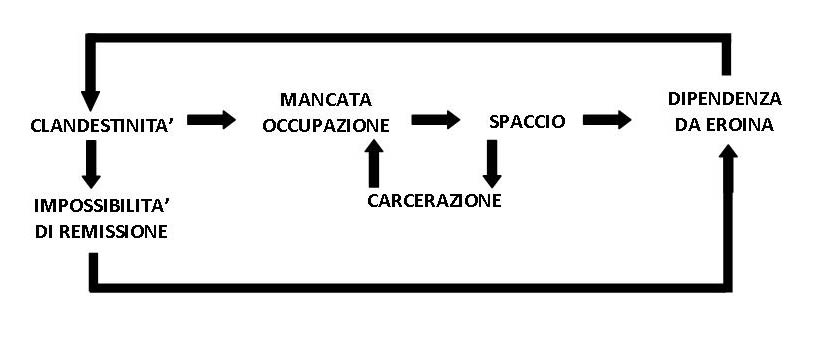 CLANDESTINITA'
MANCATA
OCCUPAZIONE
SPACCIO
DIPENDENZA
DA EROINA
IMPOSSIBILITA'
DI REMISSIONE
CARCERAZIONE